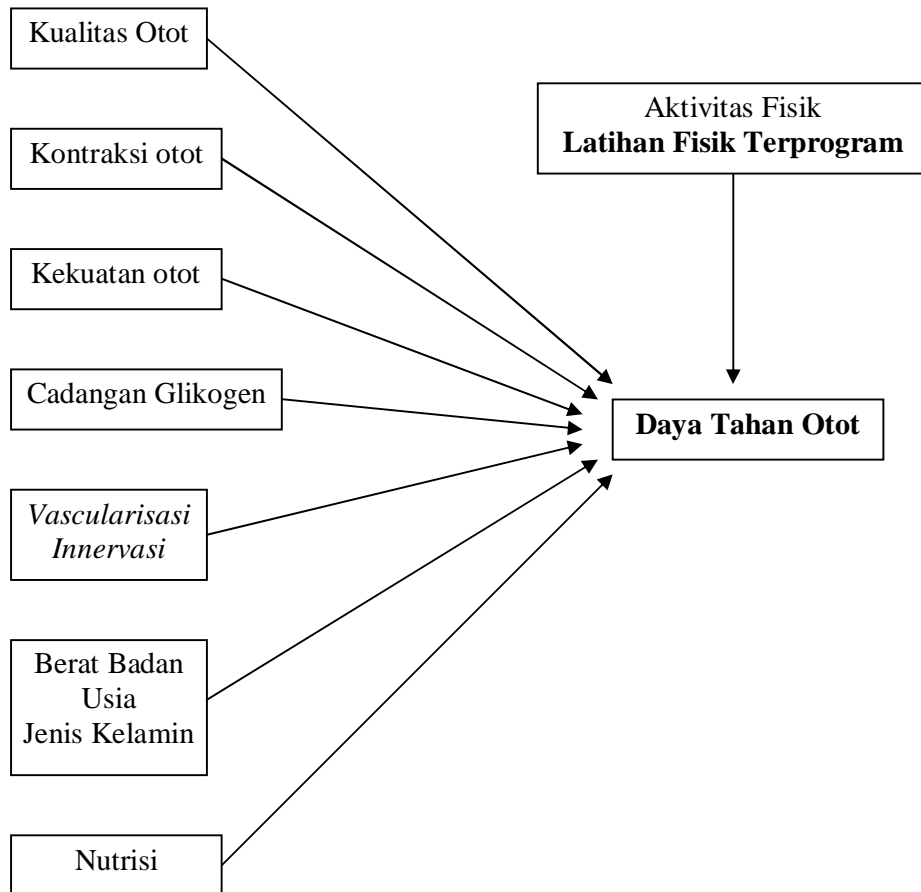 Kualitas Otot
Aktivitas Fisik
Latihan Fisik Terprogram
Kontraksi otot
Kekuatan otot
Cadangan Glikogen
Daya Tahan Otot
Vascularisasi
Innervasi
Berat Badan
Usia
Jenis Kelamin
Nutrisi